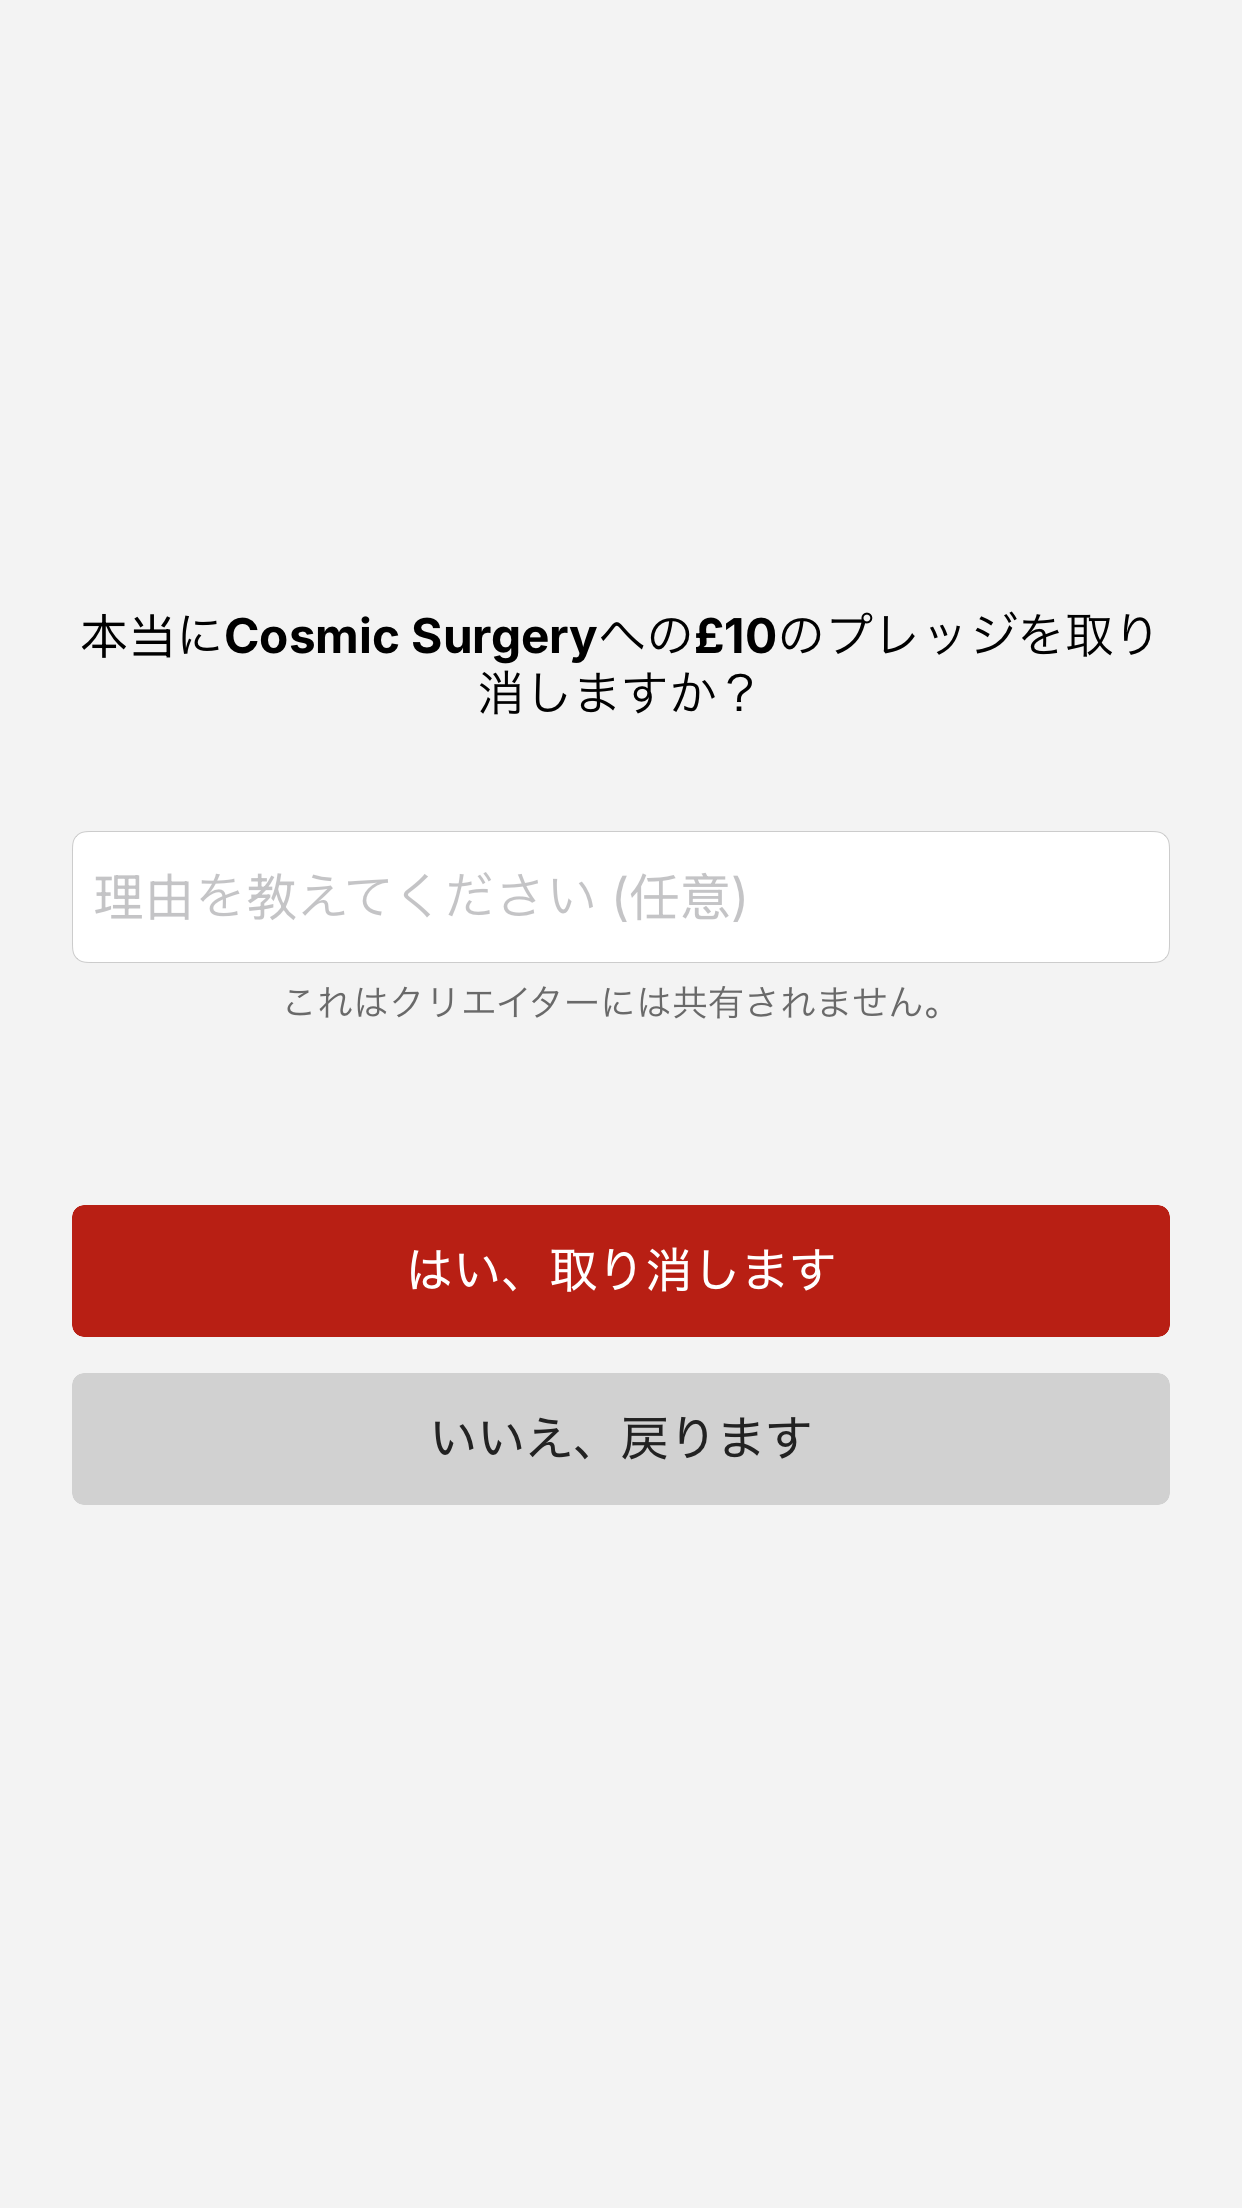 本当にCosmic Surgeryへの£10のプレッジを取り
消しますか？
理由を教えてください (任意)
これはクリエイターには共有されません。
はい、取り消します
いいえ、戻ります